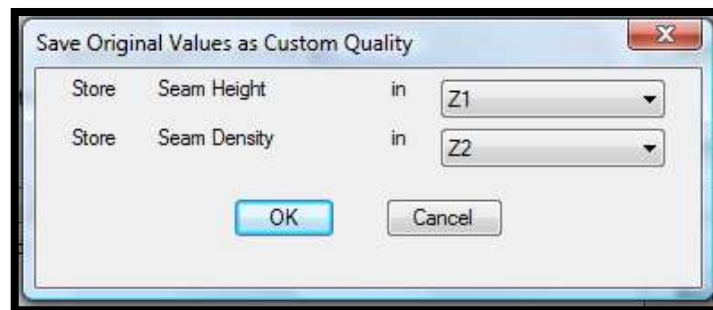 Save Original Values as Custom Quality
Store Seam Height in Z1
Store Seam Density in Z2
OK Cancel